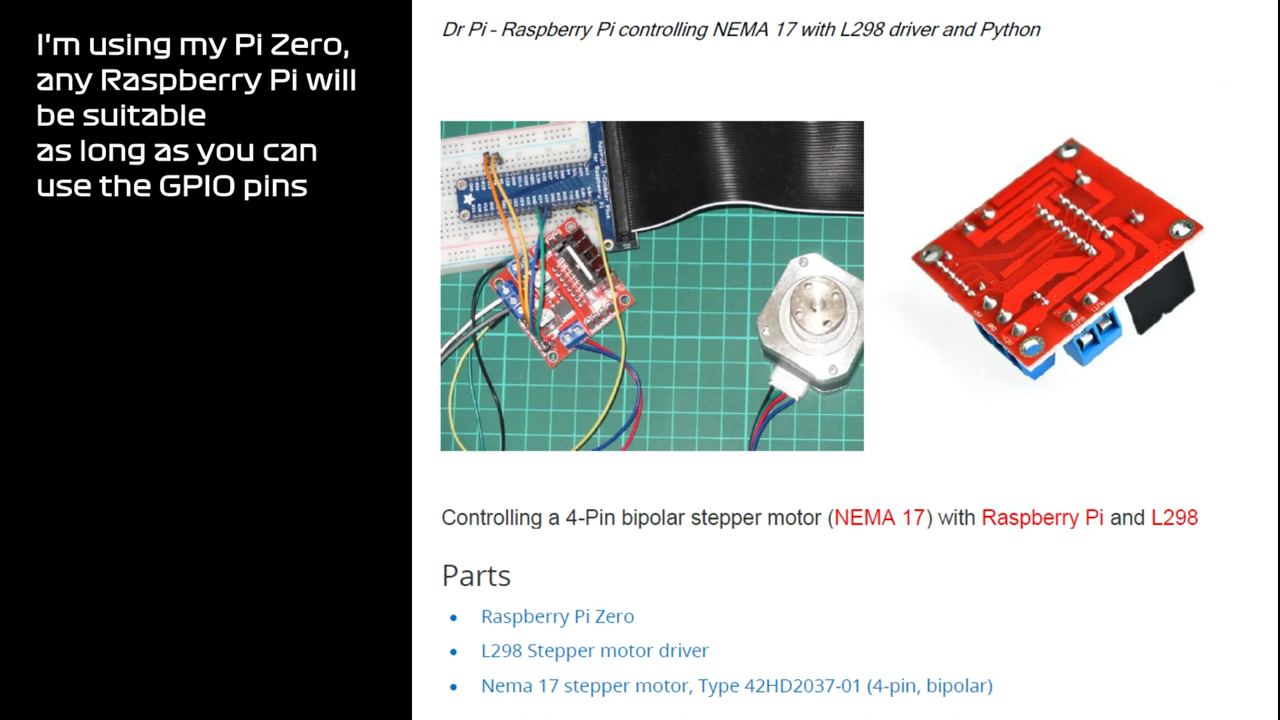 I'm using my Pi Zero,
any Raspberry Pi will
be suitable
as long as you can
use the GPIO pins
Dr Pi - Raspberry Pi controlling NEMA 17 with L298 driver and Python
Controlling a 4-Pin bipolar stepper motor (NEMA 17) with Raspberry Pi and L298
Parts
• Raspberry Pi Zero
• L298 Stepper motor driver
• Nema 17 stepper motor, Type 42HD2037-01 (4-pin, bipolar)